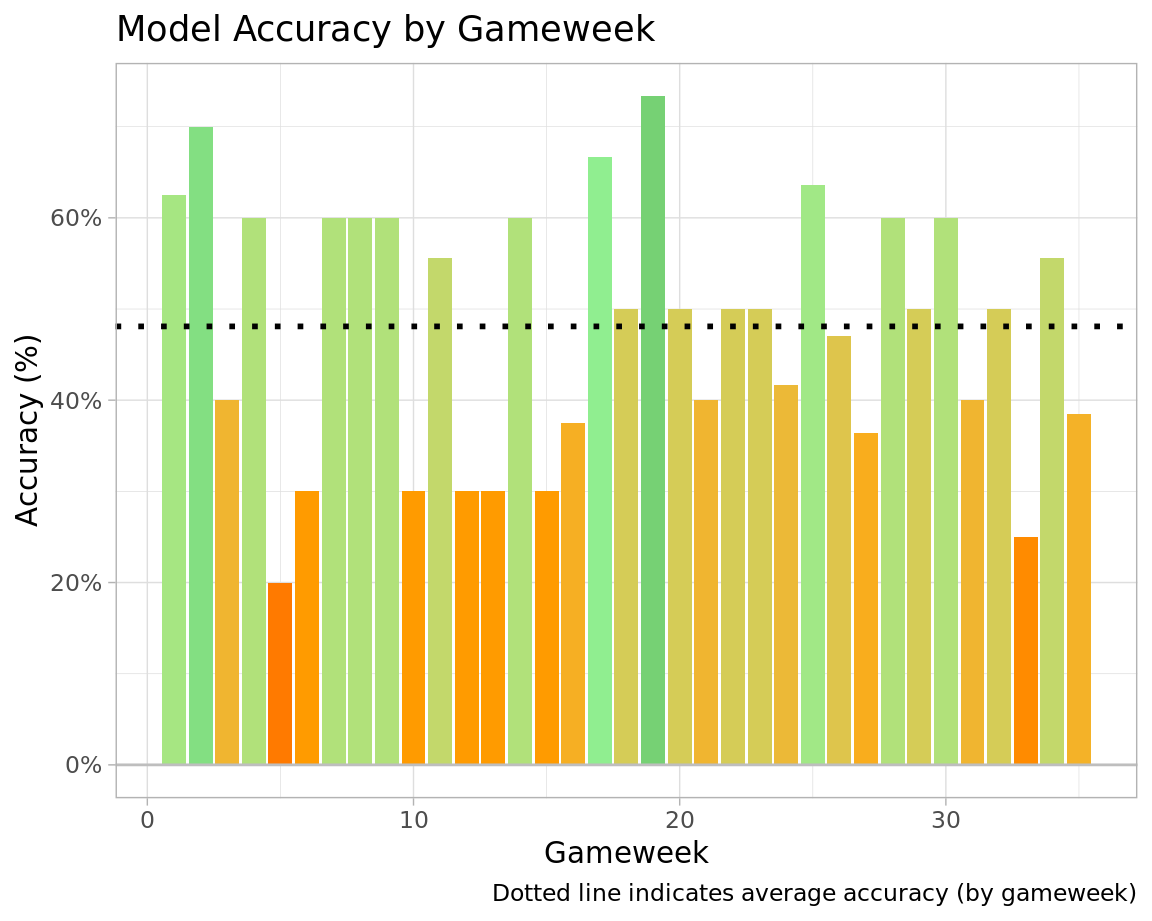 Model Accuracy by Gameweek
Accuracy (%)
60%
40%
20%
0%
0 10 20 30
Gameweek
Dotted line indicates average accuracy (by gameweek)